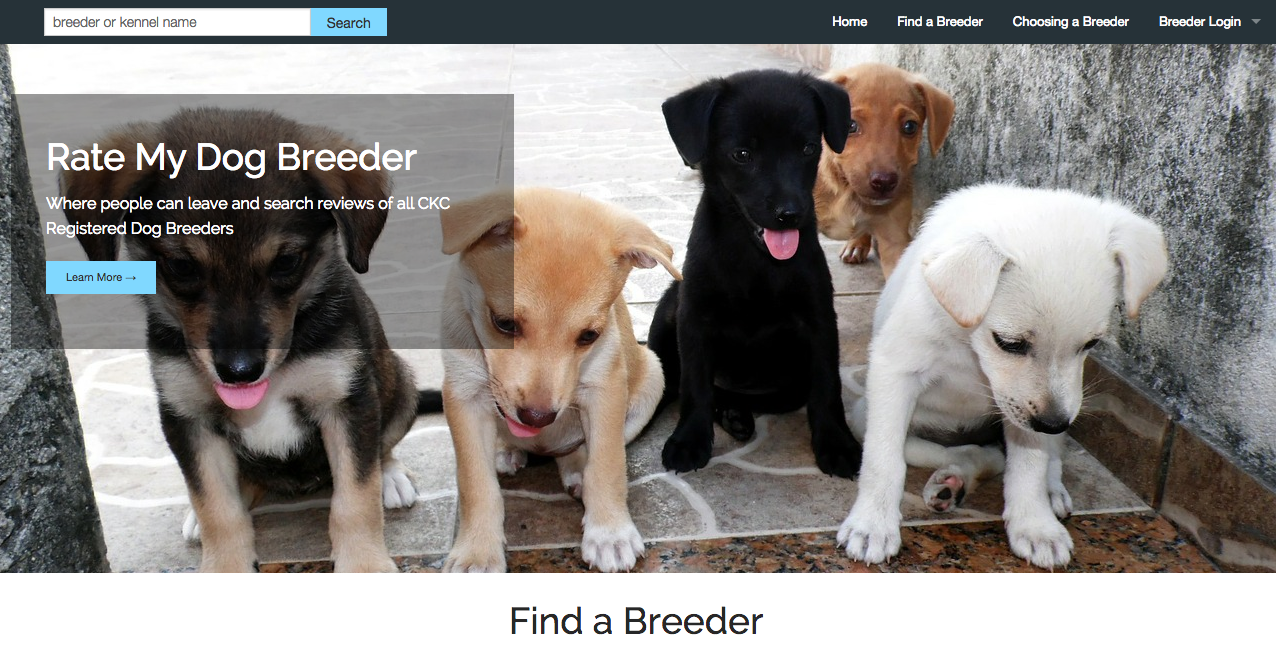 breeder or kennel name
Search
Home
Find a Breeder
Choosing a Breeder
Breeder Login
Rate My Dog Breeder
Where people can leave and search reviews of all CKC
Registered Dog Breeders
Learn More →
Find a Breeder